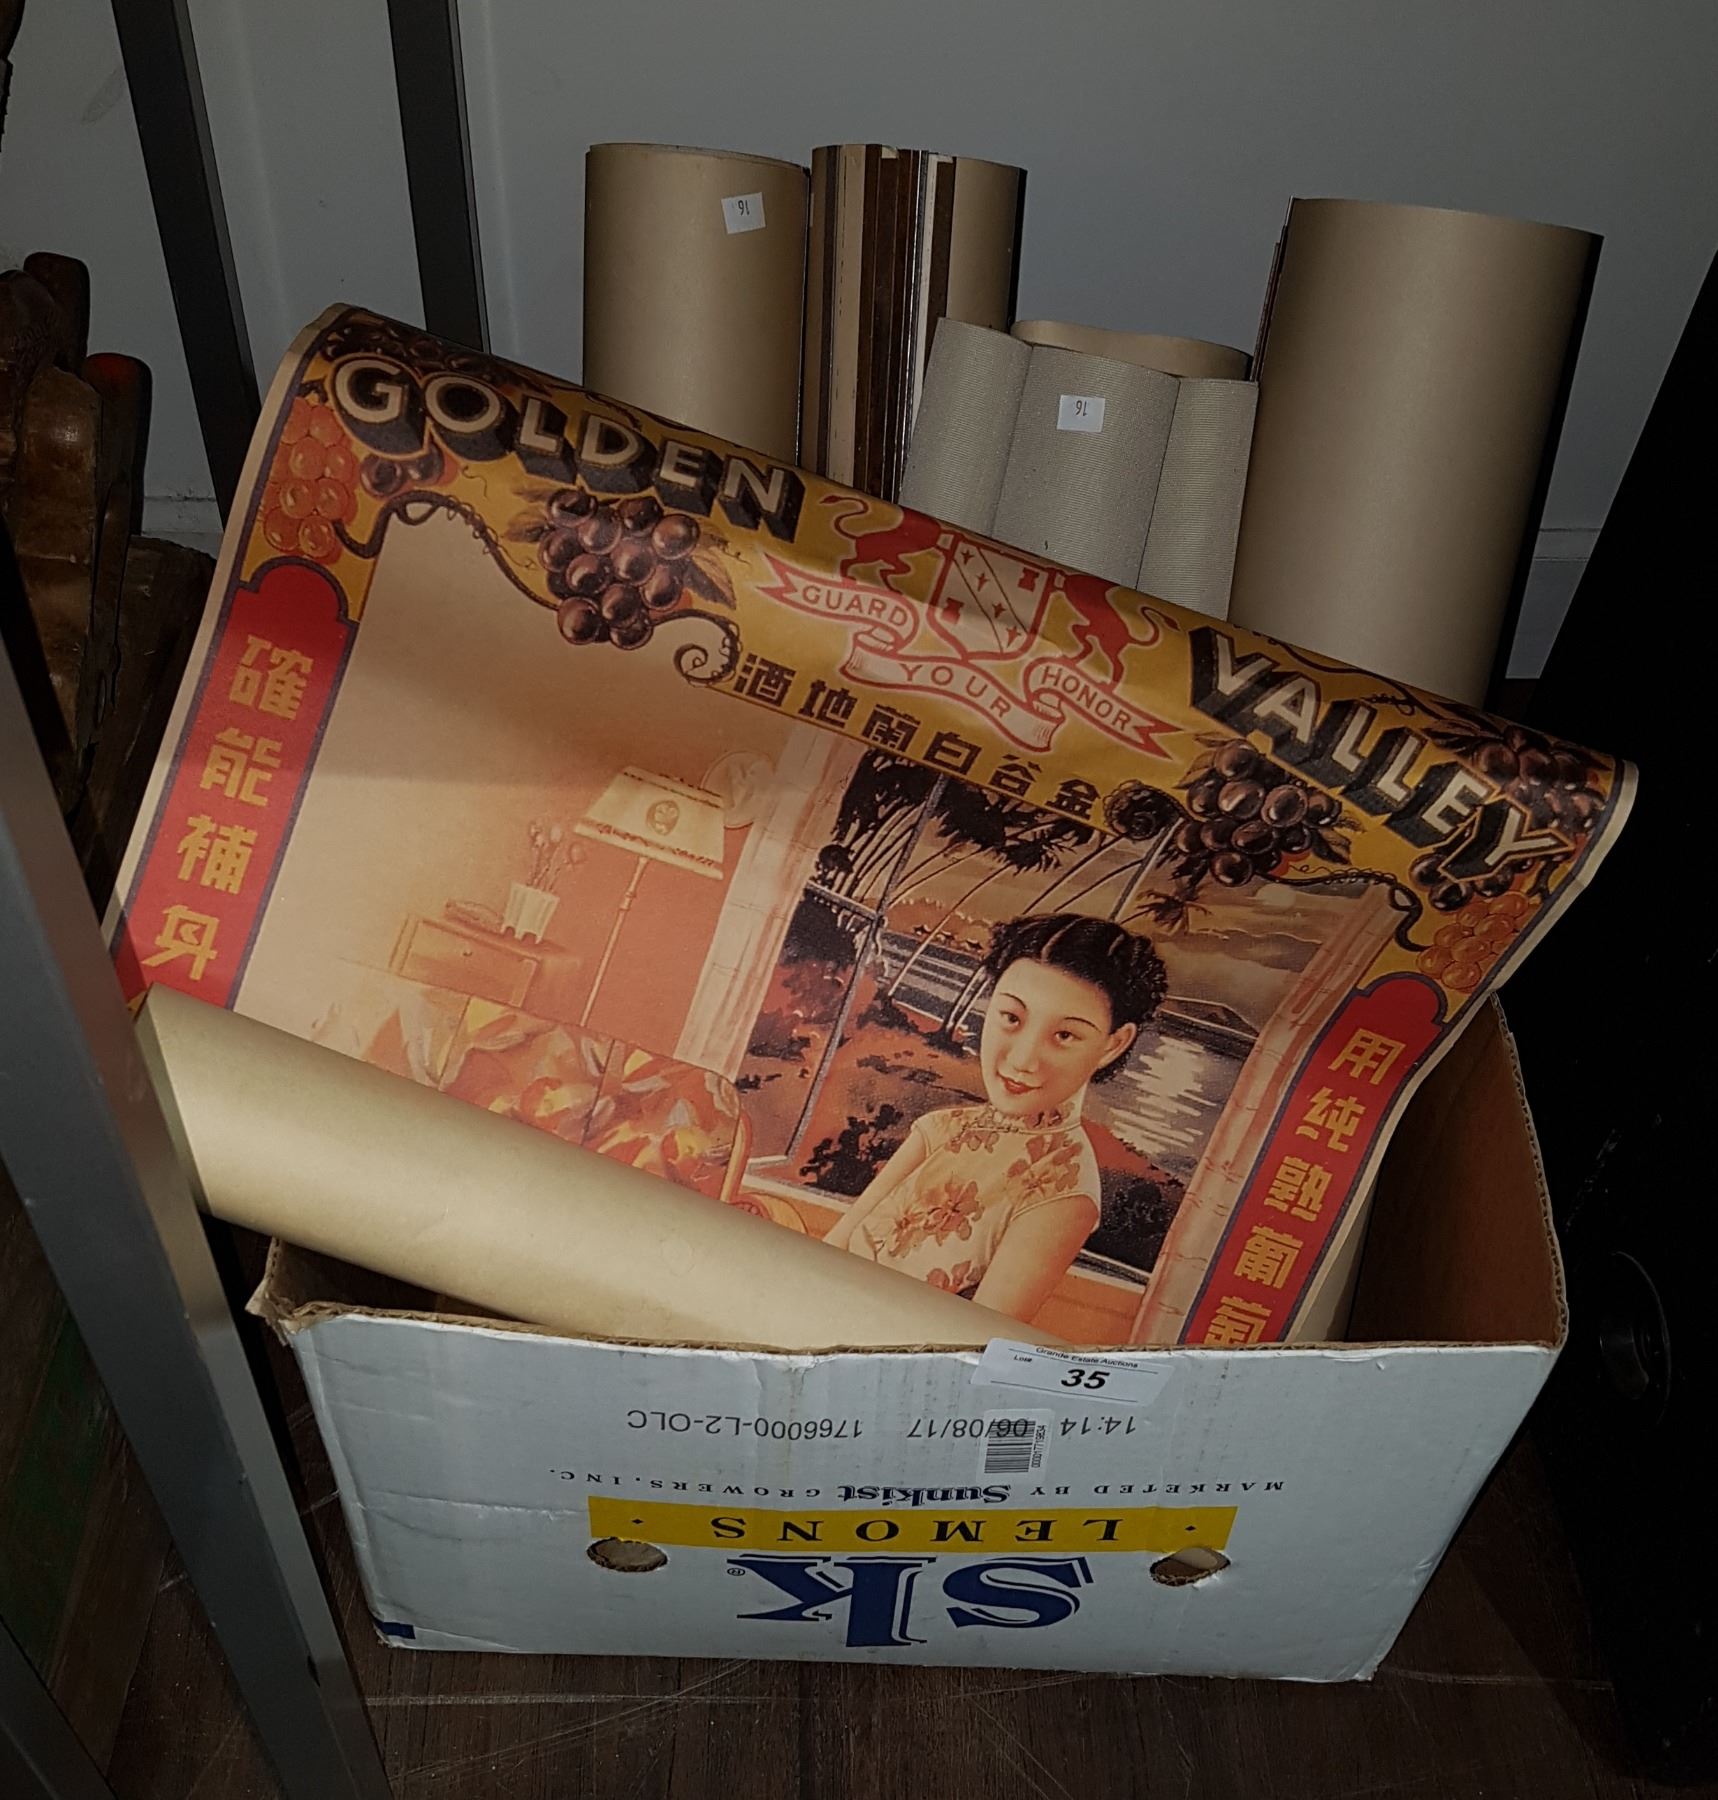 16
16
GOLDEN VALLEY
GUARD YOUR HONOR
金谷白蘭地酒
確能補身
用純熟葡萄
Grande Estate Auctions
Lot# 35
14:14 06/08/17 1766000-L2-OLC
MARKETED BY Sunkist GROWERS, INC.
· LEMONS ·
SK®